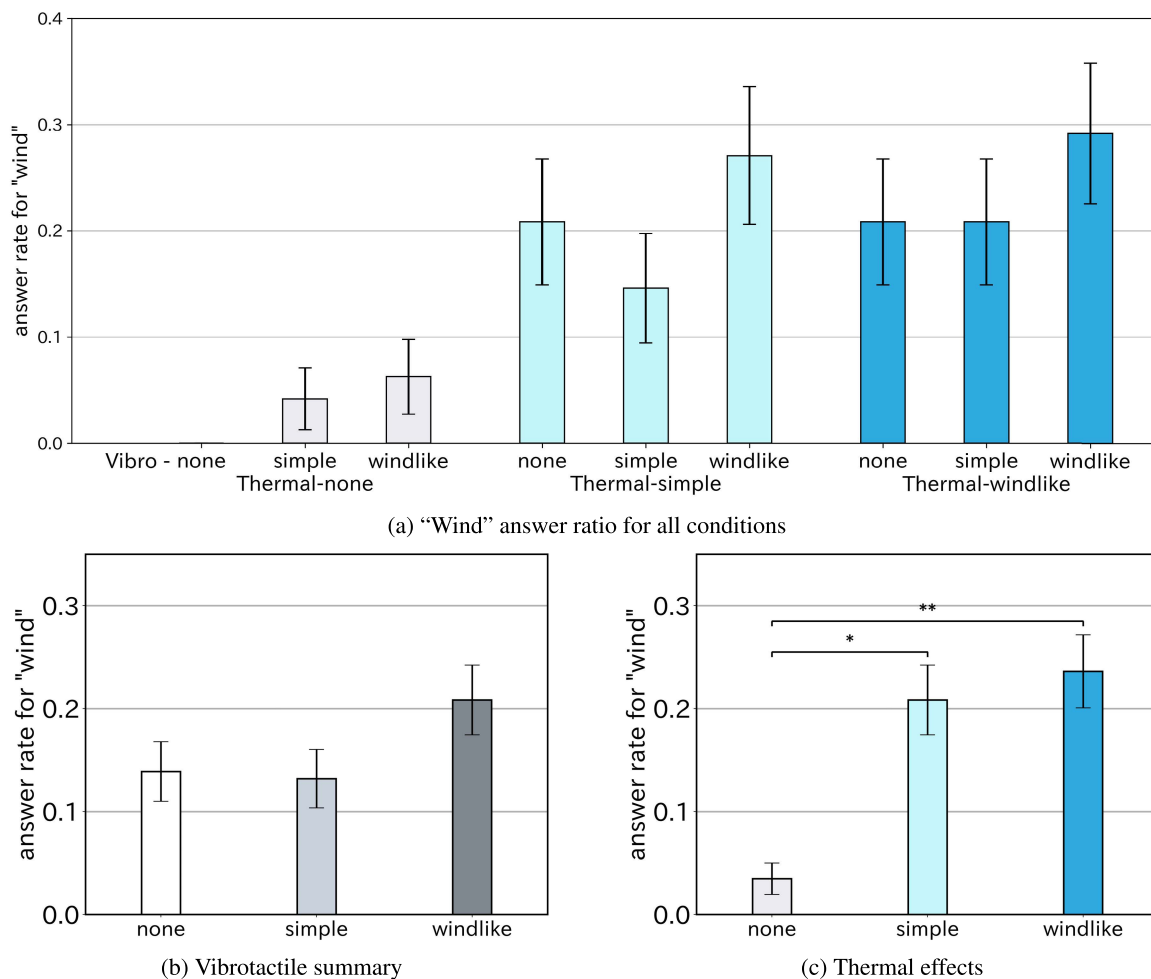 0.4
0.3
0.2
0.1
0.0
answer rate for "wind"
Vibro - none simple windlike none simple windlike none simple windlike
Thermal-none Thermal-simple Thermal-windlike
(a) “Wind” answer ratio for all conditions
0.3
0.2
0.1
0.0
answer rate for "wind"
none simple windlike
(b) Vibrotactile summary
0.3
0.2
0.1
0.0
answer rate for "wind"
**
*
none simple windlike
(c) Thermal effects